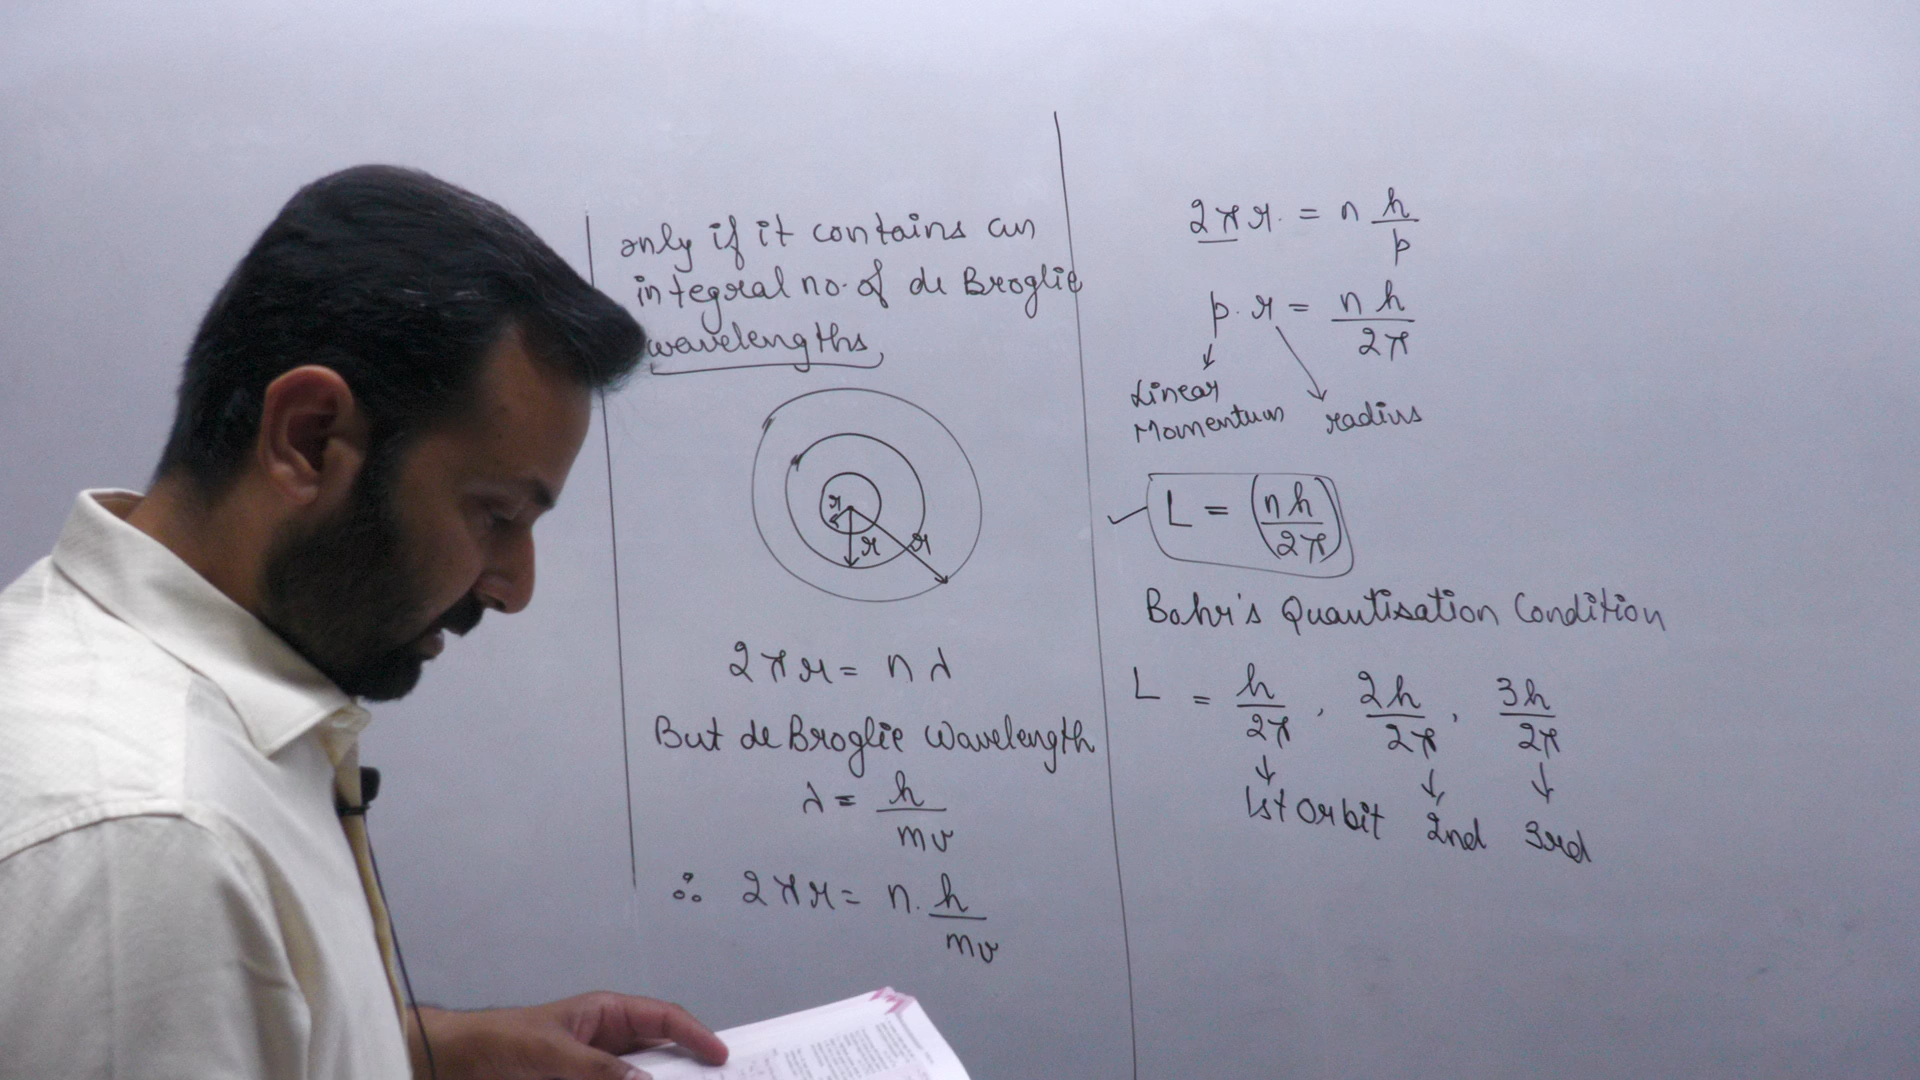 only if it contains an
integral no. of de Broglie
wavelengths
r
r
r
2πr = nλ
But de Broglie Wavelength
λ = h/mv
∴ 2πr = n. h/mv
2πr = n h/p
p. r = nh/2π
Linear
Momentum
radius
L = (nh/2π)
Bohr's Quantisation Condition
L = h/2π , 2h/2π , 3h/2π
1st Orbit 2nd 3rd